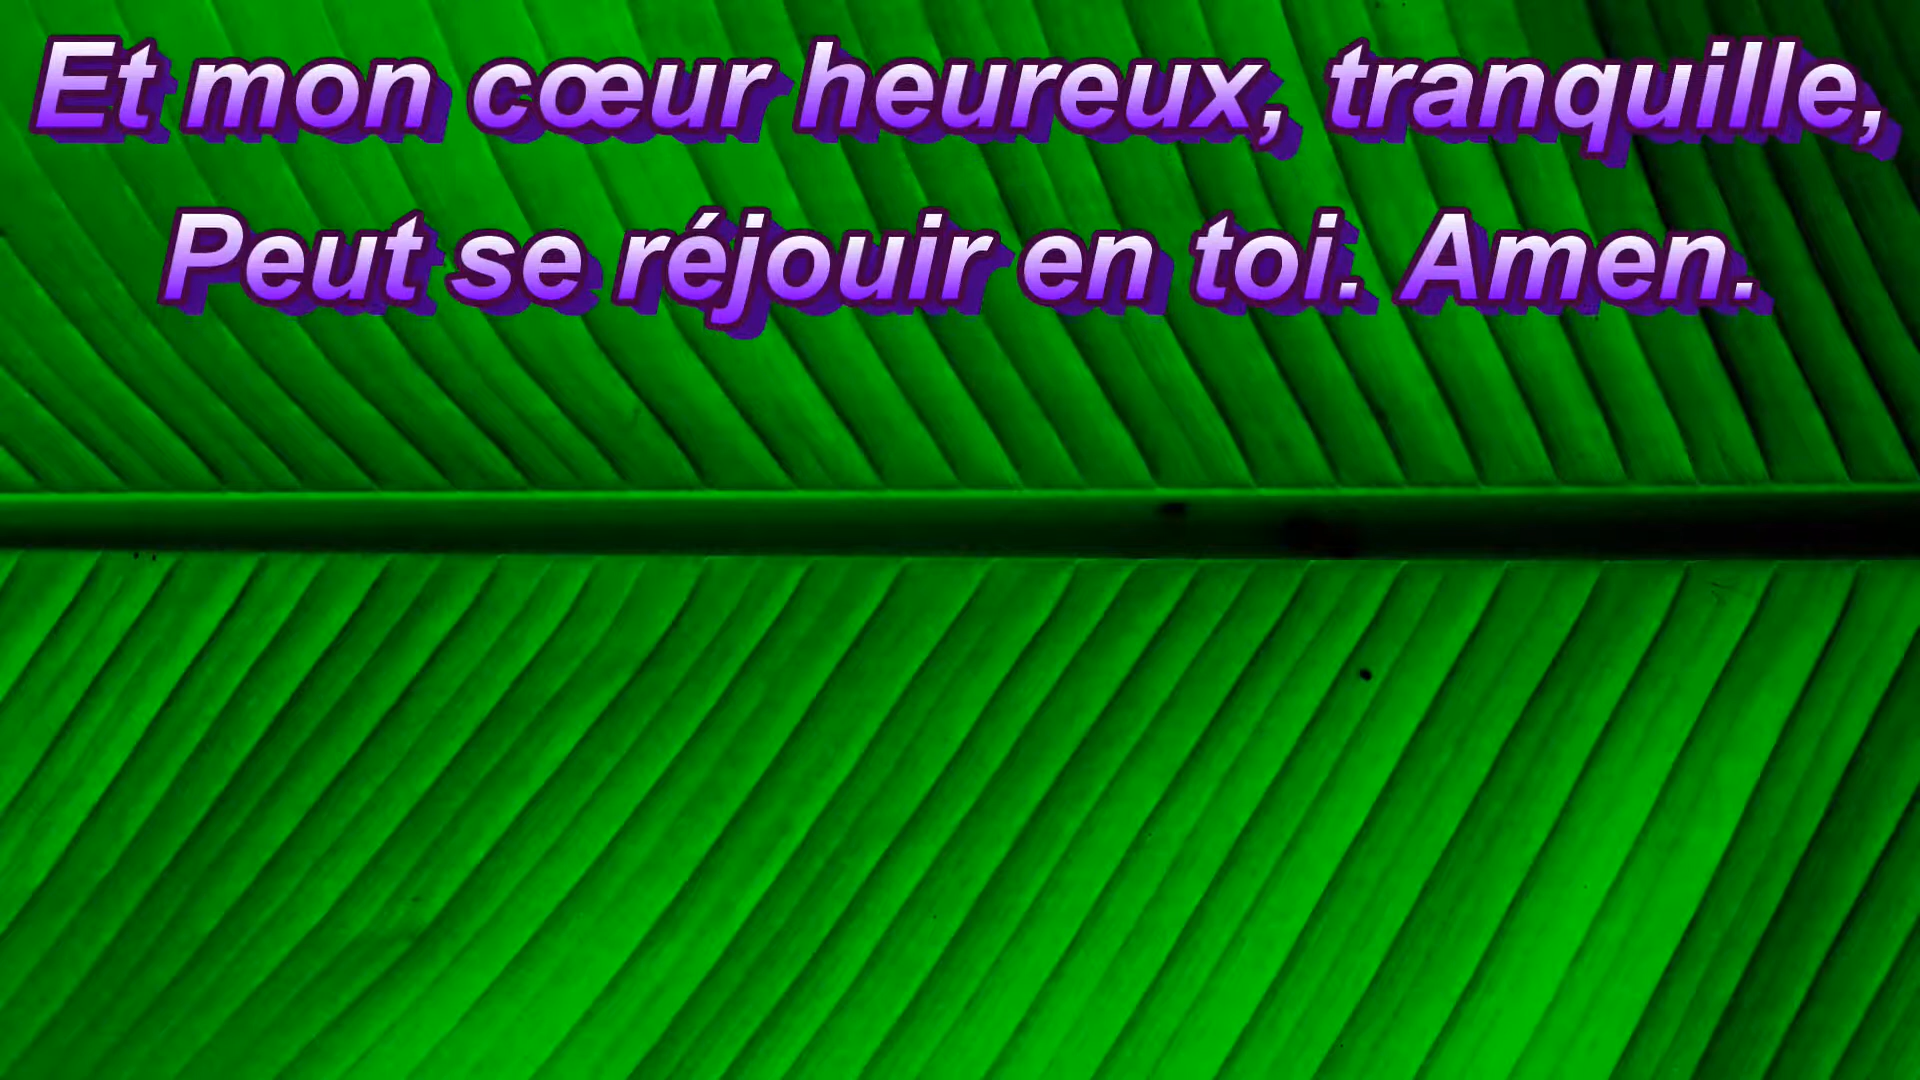 Et mon cœur heureux, tranquille,
Peut se réjouir en toi. Amen.